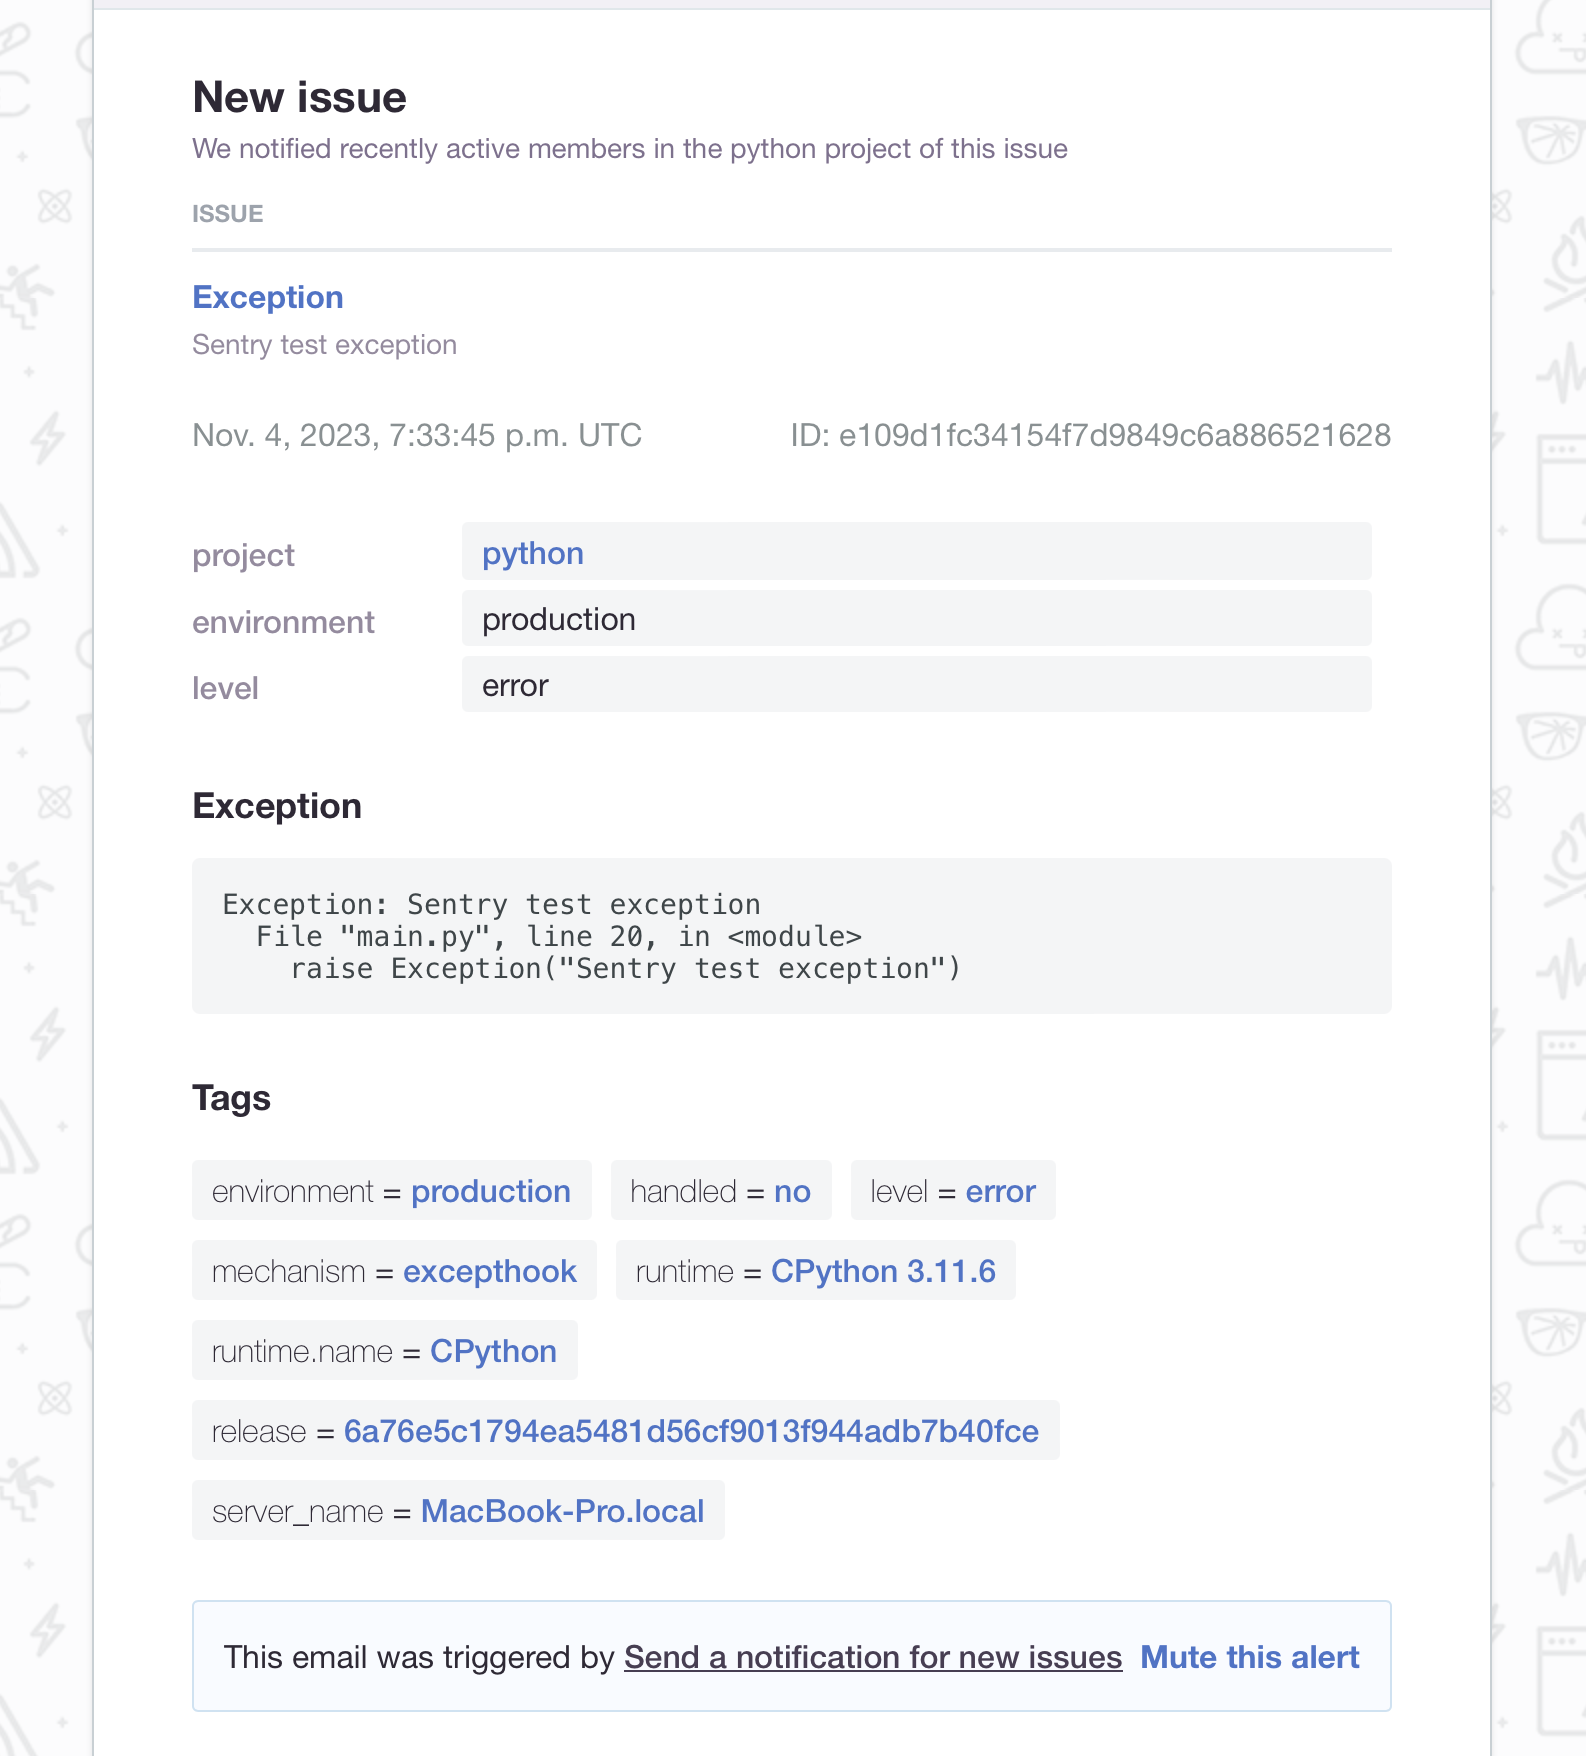 New issue
We notified recently active members in the python project of this issue
ISSUE
Exception
Sentry test exception
Nov. 4, 2023, 7:33:45 p.m. UTC ID: e109d1fc34154f7d9849c6a886521628
project python
environment production
level error
Exception
Exception: Sentry test exception
  File "main.py", line 20, in <module>
    raise Exception("Sentry test exception")
Tags
environment = production handled = no level = error
mechanism = excepthook runtime = CPython 3.11.6
runtime.name = CPython
release = 6a76e5c1794ea5481d56cf9013f944adb7b40fce
server_name = MacBook-Pro.local
This email was triggered by Send a notification for new issues Mute this alert